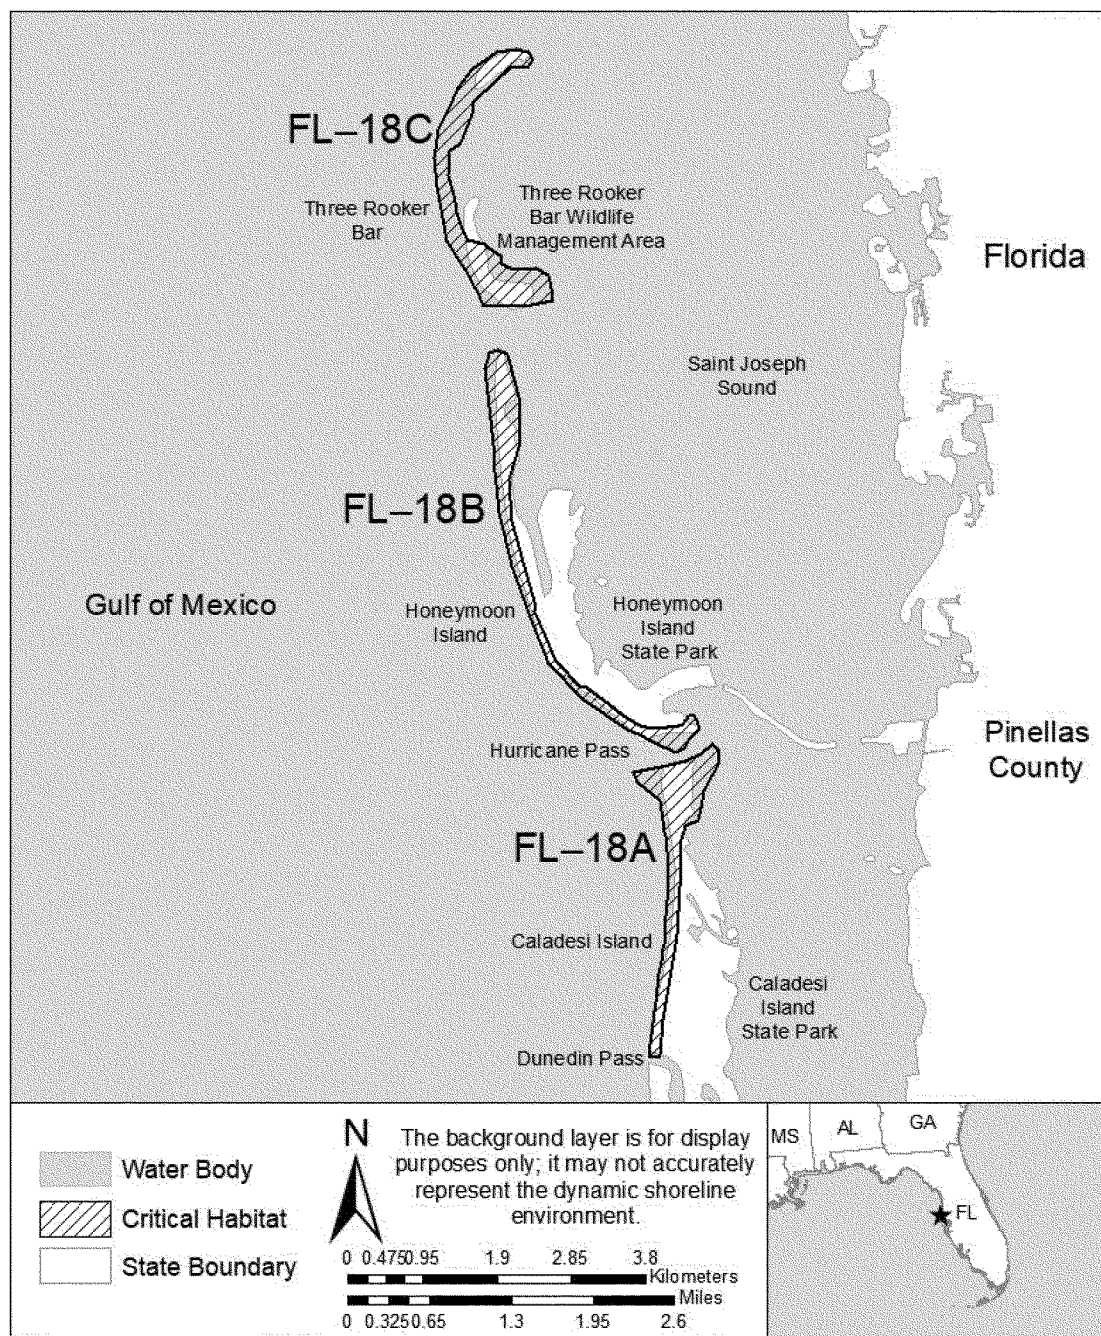 FL–18C
Three Rooker
Bar
Three Rooker
Bar Wildlife
Management Area
Florida
Saint Joseph
Sound
FL–18B
Gulf of Mexico
Honeymoon
Island
Honeymoon
Island
State Park
Hurricane Pass
Pinellas
County
FL–18A
Caladesi Island
Caladesi
Island
State Park
Dunedin Pass
Water Body
Critical Habitat
State Boundary
N
The background layer is for display
purposes only; it may not accurately
represent the dynamic shoreline
environment.
0 0.475 0.95 1.9 2.85 3.8
Kilometers
Miles
0 0.325 0.65 1.3 1.95 2.6
MS AL GA
FL